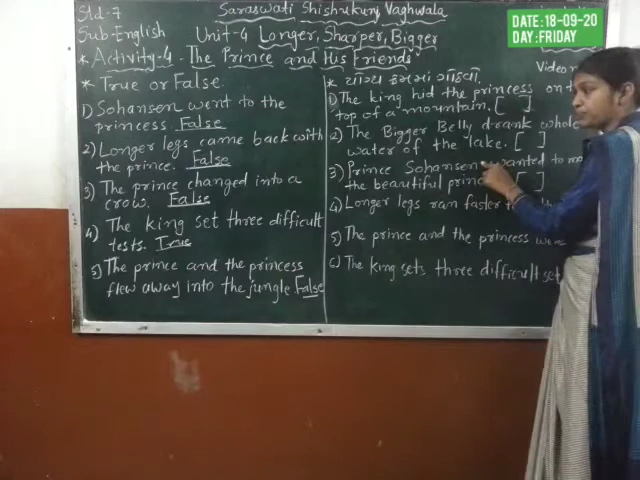 Std-7
Saraswati Shishukunj, Vaghwala
DATE:18-09-20
DAY:FRIDAY
Sub-English
Unit-4 Longer, Sharper, Bigger
* Activity-4. "The Prince and His Friends"
Video
* True or False.
1) Sohansen went to the
princess. False
2) Longer legs came back with
the prince. False
3) The prince changed into a
crow. False
4) The king set three difficult
tests. True
5) The prince and the princess
flew away into the jungle False
* યોગ્ય ક્રમમાં ગોઠવો.
1) The king hid the princess on t
top of a mountain. [ ]
2) The Bigger Belly drank whole
water of the lake. [ ]
3) Prince Sohansen wanted to
the beautiful [ ]
4) Longer legs ran faster
5) The prince and the princess
6) The king sets three difficult